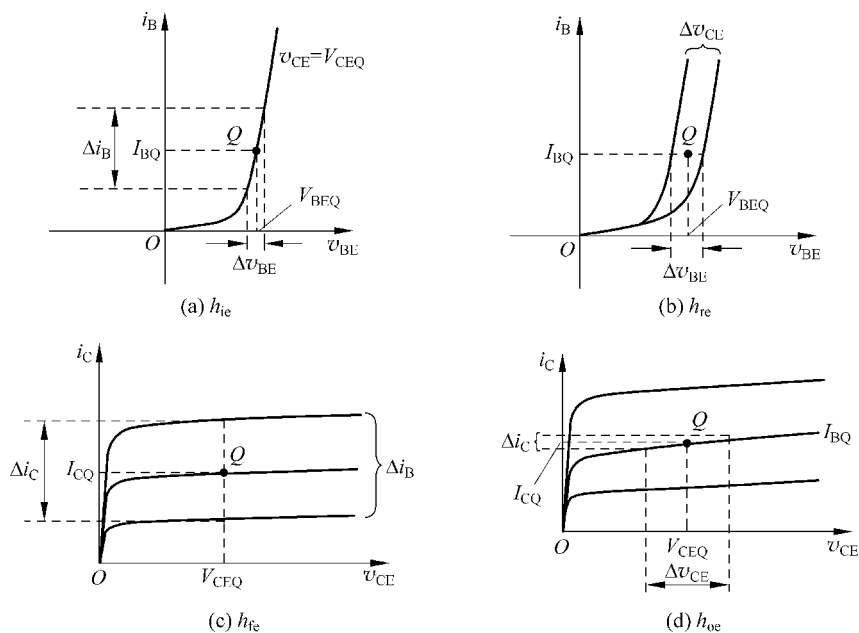 i_B
v_CE=V_CEQ
Δi_B
I_BQ
Q
V_BEQ
O
v_BE
Δv_BE
(a) h_ie
i_B
Δv_CE
I_BQ
Q
V_BEQ
O
v_BE
Δv_BE
(b) h_re
i_C
Δi_C
I_CQ
Q
Δi_B
O
V_CEQ
v_CE
(c) h_fe
i_C
Q
Δi_C
I_BQ
I_CQ
O
V_CEQ
v_CE
Δv_CE
(d) h_oe